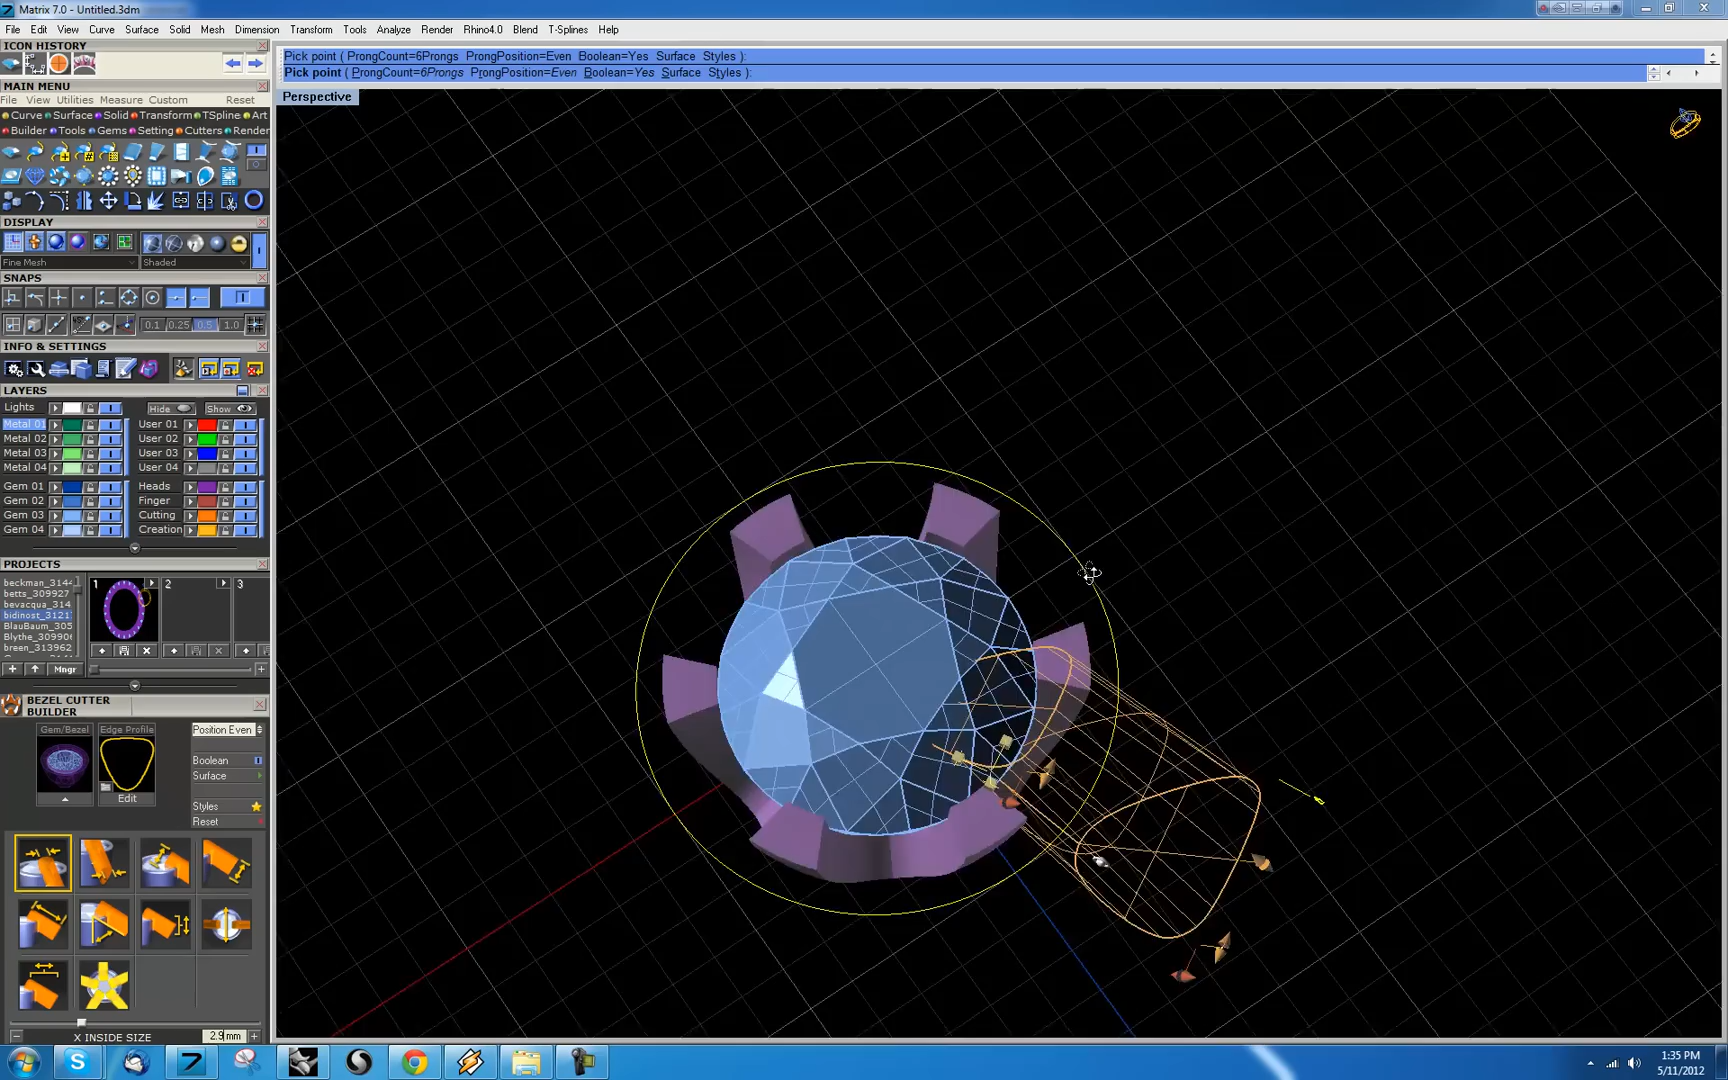 Matrix 7.0 - Untitled.3dm
File Edit View Curve Surface Solid Mesh Dimension Transform Tools Analyze Render Rhino4.0 Blend T-Splines Help
ICON HISTORY
Pick point ( ProngCount=6Prongs ProngPosition=Even Boolean=Yes Surface Styles ):
Pick point ( ProngCount=6Prongs ProngPosition=Even Boolean=Yes Surface Styles ):
MAIN MENU
Perspective
File View Utilities Measure Custom Reset
Curve Surface Solid Transform TSpline Art
Builder Tools Gems Setting Cutters Render
DISPLAY
Fine Mesh Shaded
SNAPS
0.1 0.25 0.5 1.0
INFO & SETTINGS
LAYERS
Lights Hide Show
Metal 01 User 01
Metal 02 User 02
Metal 03 User 03
Metal 04 User 04
Gem 01 Heads
Gem 02 Finger
Gem 03 Cutting
Gem 04 Creation
PROJECTS
beckman_3144 1 2 3
betts_309927
bevacqua_314
bidinost_3121
BlauBaum_305
Blythe_30990
breen_313962
Mngr
BEZEL CUTTER
BUILDER
Gem/Bezel Edge Profile Position Even
Boolean
Surface
Edit
Styles
Reset
X INSIDE SIZE 2.9 mm
1:35 PM
5/11/2012